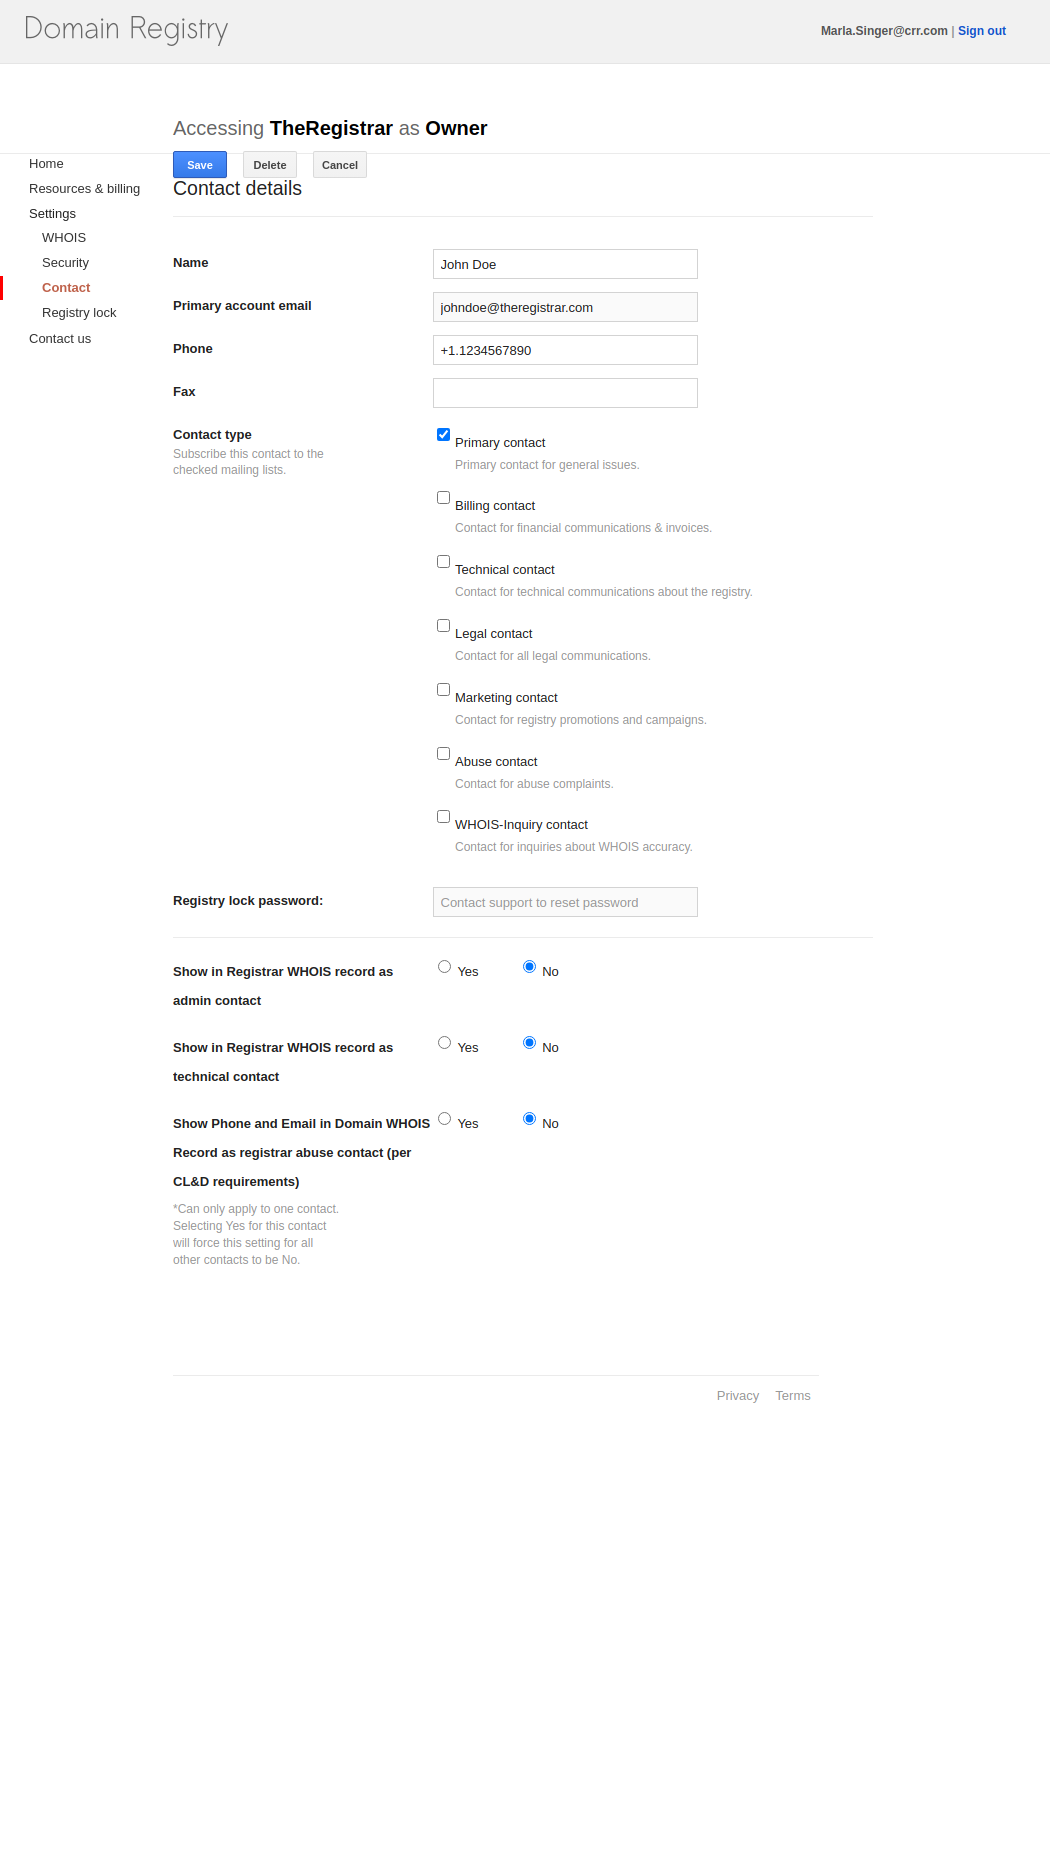 Domain Registry
Marla.Singer@crr.com | Sign out
Accessing TheRegistrar as Owner
Save Delete Cancel
Home
Resources & billing
Settings
WHOIS
Security
Contact
Registry lock
Contact us
Contact details
Name
John Doe
Primary account email
johndoe@theregistrar.com
Phone
+1.1234567890
Fax
Contact type
Subscribe this contact to the
checked mailing lists.
Primary contact
Primary contact for general issues.
Billing contact
Contact for financial communications & invoices.
Technical contact
Contact for technical communications about the registry.
Legal contact
Contact for all legal communications.
Marketing contact
Contact for registry promotions and campaigns.
Abuse contact
Contact for abuse complaints.
WHOIS-Inquiry contact
Contact for inquiries about WHOIS accuracy.
Registry lock password:
Contact support to reset password
Show in Registrar WHOIS record as
admin contact
Yes No
Show in Registrar WHOIS record as
technical contact
Yes No
Show Phone and Email in Domain WHOIS
Record as registrar abuse contact (per
CL&D requirements)
Yes No
*Can only apply to one contact.
Selecting Yes for this contact
will force this setting for all
other contacts to be No.
Privacy Terms